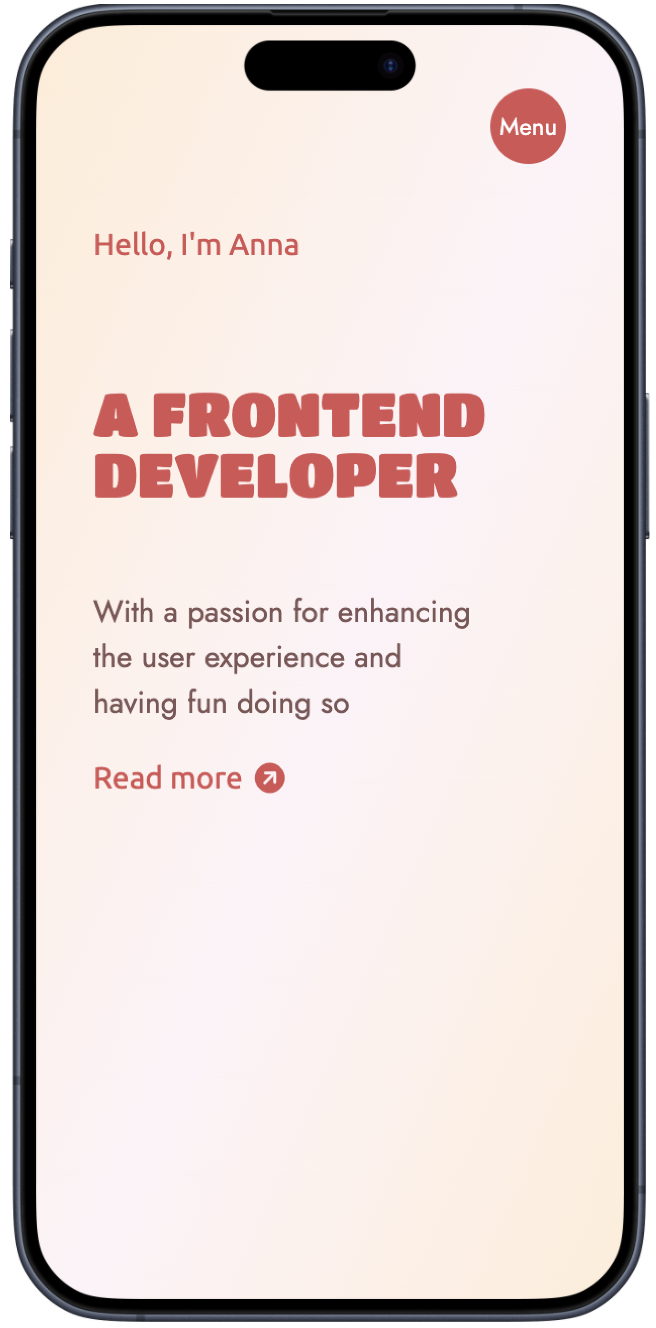 Menu
Hello, I'm Anna
A FRONTEND
DEVELOPER
With a passion for enhancing
the user experience and
having fun doing so
Read more